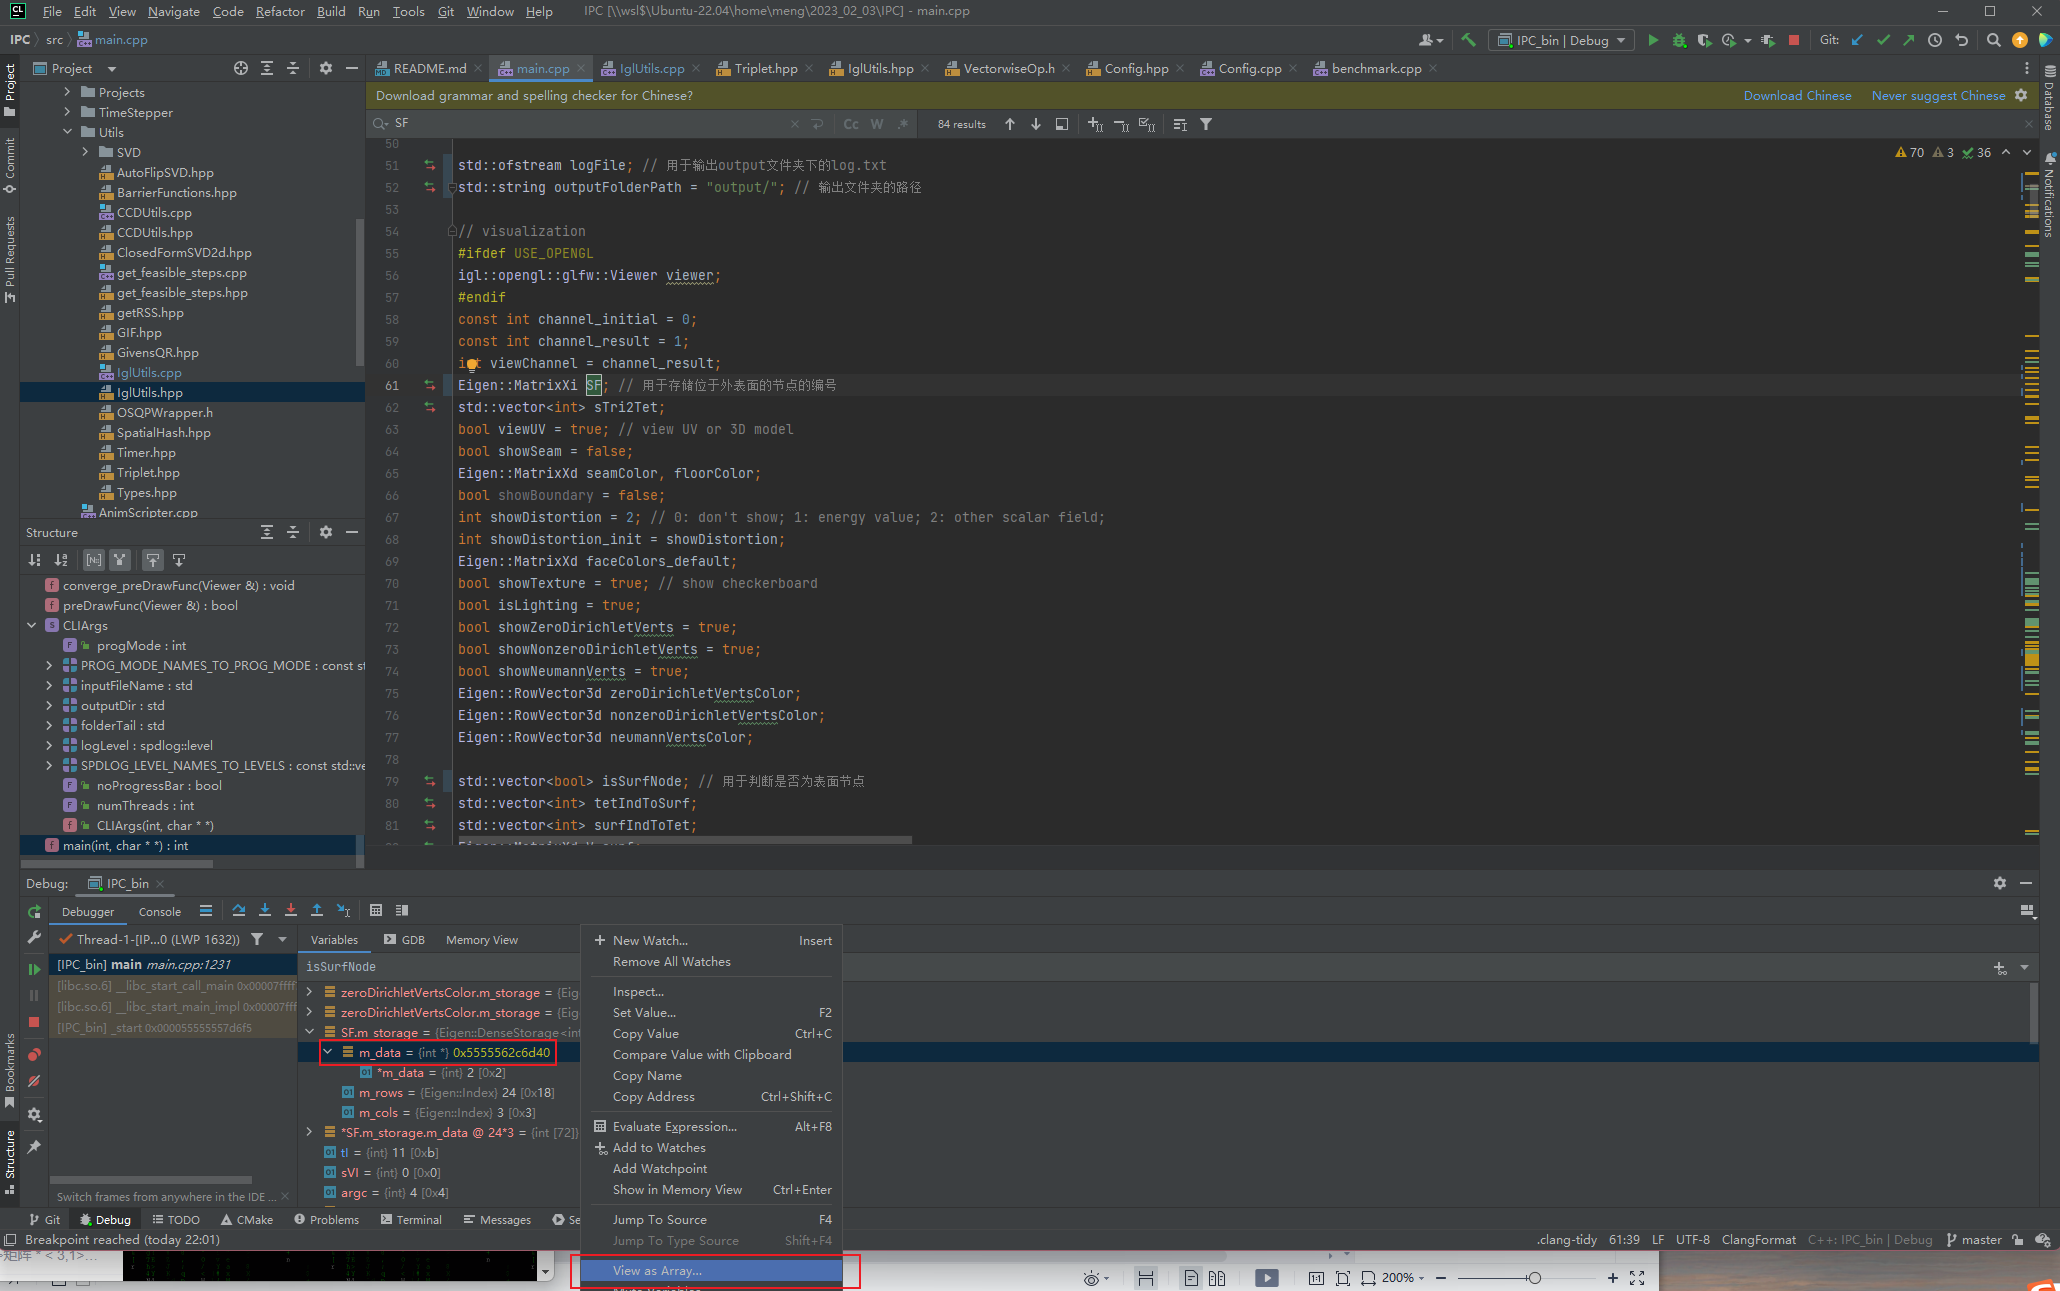 File Edit View Navigate Code Refactor Build Run Tools Git Window Help IPC [\\wsl$\Ubuntu-22.04\home\meng\2023_02_03\IPC] - main.cpp
IPC src main.cpp
IPC_bin | Debug
Git:
Project
README.md main.cpp IglUtils.cpp Triplet.hpp IglUtils.hpp VectorwiseOp.h Config.hpp Config.cpp benchmark.cpp
Download grammar and spelling checker for Chinese? Download Chinese Never suggest Chinese
SF Cc W .* 84 results
70 3 36
Project
Commit
Pull Requests
Bookmarks
Structure
Database
Notifications
Projects
TimeStepper
Utils
SVD
AutoFlipSVD.hpp
BarrierFunctions.hpp
CCDUtils.cpp
CCDUtils.hpp
ClosedFormSVD2d.hpp
get_feasible_steps.cpp
get_feasible_steps.hpp
getRSS.hpp
GIF.hpp
GivensQR.hpp
IglUtils.cpp
IglUtils.hpp
OSQPWrapper.h
SpatialHash.hpp
Timer.hpp
Triplet.hpp
Types.hpp
AnimScripter.cpp
Structure
converge_preDrawFunc(Viewer &) : void
preDrawFunc(Viewer &) : bool
CLIArgs
progMode : int
PROG_MODE_NAMES_TO_PROG_MODE : const st
inputFileName : std
outputDir : std
folderTail : std
logLevel : spdlog::level
SPDLOG_LEVEL_NAMES_TO_LEVELS : const std::ve
noProgressBar : bool
numThreads : int
CLIArgs(int, char * *)
main(int, char * *) : int
50
51 std::ofstream logFile; // 用于输出output文件夹下的log.txt
52 std::string outputFolderPath = "output/"; // 输出文件夹的路径
53
54 // visualization
55 #ifdef USE_OPENGL
56 igl::opengl::glfw::Viewer viewer;
57 #endif
58 const int channel_initial = 0;
59 const int channel_result = 1;
60 int viewChannel = channel_result;
61 Eigen::MatrixXi SF; // 用于存储位于外表面的节点的编号
62 std::vector<int> sTri2Tet;
63 bool viewUV = true; // view UV or 3D model
64 bool showSeam = false;
65 Eigen::MatrixXd seamColor, floorColor;
66 bool showBoundary = false;
67 int showDistortion = 2; // 0: don't show; 1: energy value; 2: other scalar field;
68 int showDistortion_init = showDistortion;
69 Eigen::MatrixXd faceColors_default;
70 bool showTexture = true; // show checkerboard
71 bool isLighting = true;
72 bool showZeroDirichletVerts = true;
73 bool showNonzeroDirichletVerts = true;
74 bool showNeumannVerts = true;
75 Eigen::RowVector3d zeroDirichletVertsColor;
76 Eigen::RowVector3d nonzeroDirichletVertsColor;
77 Eigen::RowVector3d neumannVertsColor;
78
79 std::vector<bool> isSurfNode; // 用于判断是否为表面节点
80 std::vector<int> tetIndToSurf;
81 std::vector<int> surfIndToTet;
Debug: IPC_bin
Debugger Console
Thread-1-[IP...0 (LWP 1632))
[IPC_bin] main main.cpp:1231
[libc.so.6] __libc_start_call_main 0x00007ffff
[libc.so.6] __libc_start_main_impl 0x00007fff
[IPC_bin] _start 0x000055555557d6f5
Switch frames from anywhere in the IDE ...
Variables GDB Memory View
isSurfNode
zeroDirichletVertsColor.m_storage = {Eig
zeroDirichletVertsColor.m_storage = {Eig
SF.m_storage = {Eigen::DenseStorage<int
m_data = {int *} 0x5555562c6d40
*m_data = {int} 2 [0x2]
m_rows = {Eigen::Index} 24 [0x18]
m_cols = {Eigen::Index} 3 [0x3]
*SF.m_storage.m_data @ 24*3 = {int [72]}
tI = {int} 11 [0xb]
sVI = {int} 0 [0x0]
argc = {int} 4 [0x4]
New Watch... Insert
Remove All Watches
Inspect...
Set Value... F2
Copy Value Ctrl+C
Compare Value with Clipboard
Copy Name
Copy Address Ctrl+Shift+C
Evaluate Expression... Alt+F8
Add to Watches
Add Watchpoint
Show in Memory View Ctrl+Enter
Jump To Source F4
Jump To Type Source Shift+F4
View as Array...
Git Debug TODO CMake Problems Terminal Messages Se
Breakpoint reached (today 22:01)
.clang-tidy 61:39 LF UTF-8 ClangFormat C++: IPC_bin | Debug master
矩阵 * < 3,1>...
200%